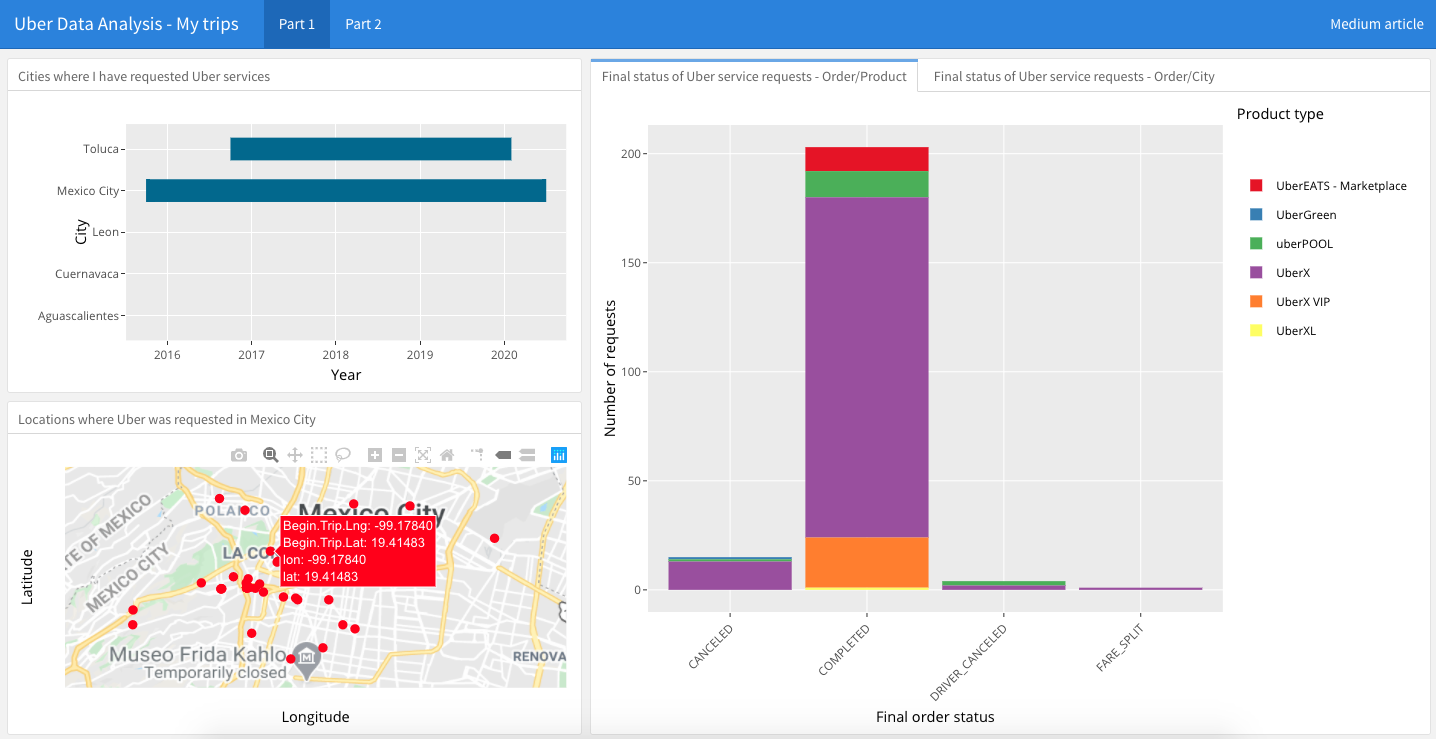 Uber Data Analysis - My trips
Part 1
Part 2
Medium article
Cities where I have requested Uber services
Toluca
Mexico City
Leon
Cuernavaca
Aguascalientes
City
2016
2017
2018
2019
2020
Year
Locations where Uber was requested in Mexico City
Latitude
POLANCO
Mexico City
TE OF MEXICO
MEXICO CITY
LA CO
Begin.Trip.Lng: -99.17840
Begin.Trip.Lat: 19.41483
lon: -99.17840
lat: 19.41483
Museo Frida Kahlo
Temporarily closed
RENOVA
Longitude
Final status of Uber service requests - Order/Product
Final status of Uber service requests - Order/City
Number of requests
200
150
100
50
0
CANCELED
COMPLETED
DRIVER_CANCELED
FARE_SPLIT
Final order status
Product type
UberEATS - Marketplace
UberGreen
uberPOOL
UberX
UberX VIP
UberXL